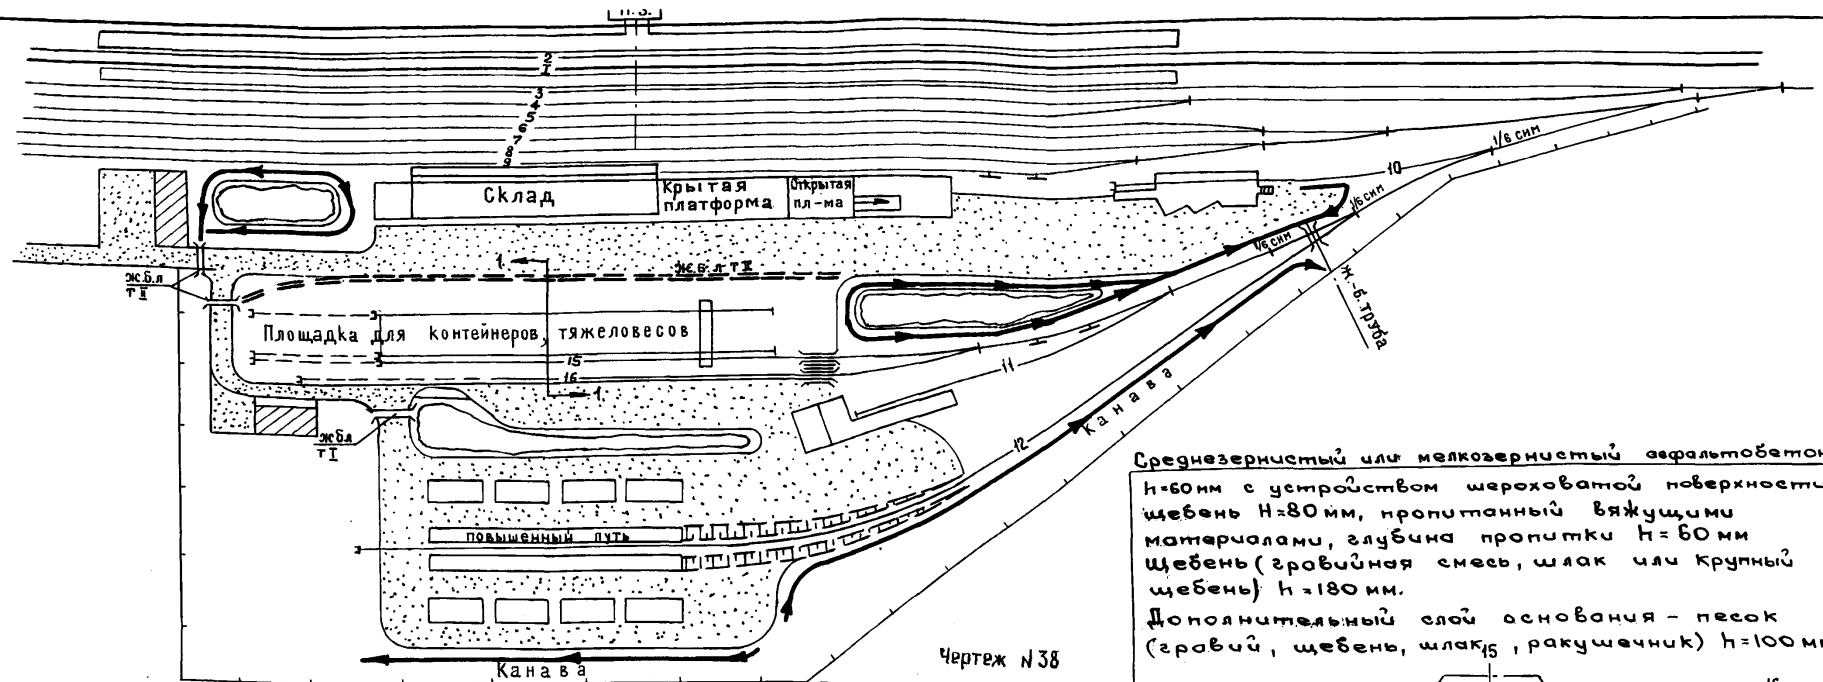 П.З.
2
I
3
4
5
6
7
8
9
10
1/6 сим
1/6 сим
1/6 сим
Склад
Крытая
платформа
Открытая
пл-ма
ж.б.л
т II
1
ж.б.л т II
Ж.-б. труба
Площадка для контейнеров, тяжеловесов
15
16
1
11
жбл
т I
12
Канава
повышенный путь
Канава
Чертеж N 38
Среднезернистый или мелкозернистый асфальтобетон
h=60мм с устройством шероховатой поверхности
щебень H=80 мм, пропитанный вяжущими
материалами, глубина пропитки h=60 мм
Щебень (гравийная смесь, шлак или крупный
щебень) h=180 мм.
Дополнительный слой основания - песок
(гравий, щебень, шлак, ракушечник) h=100 мм
15